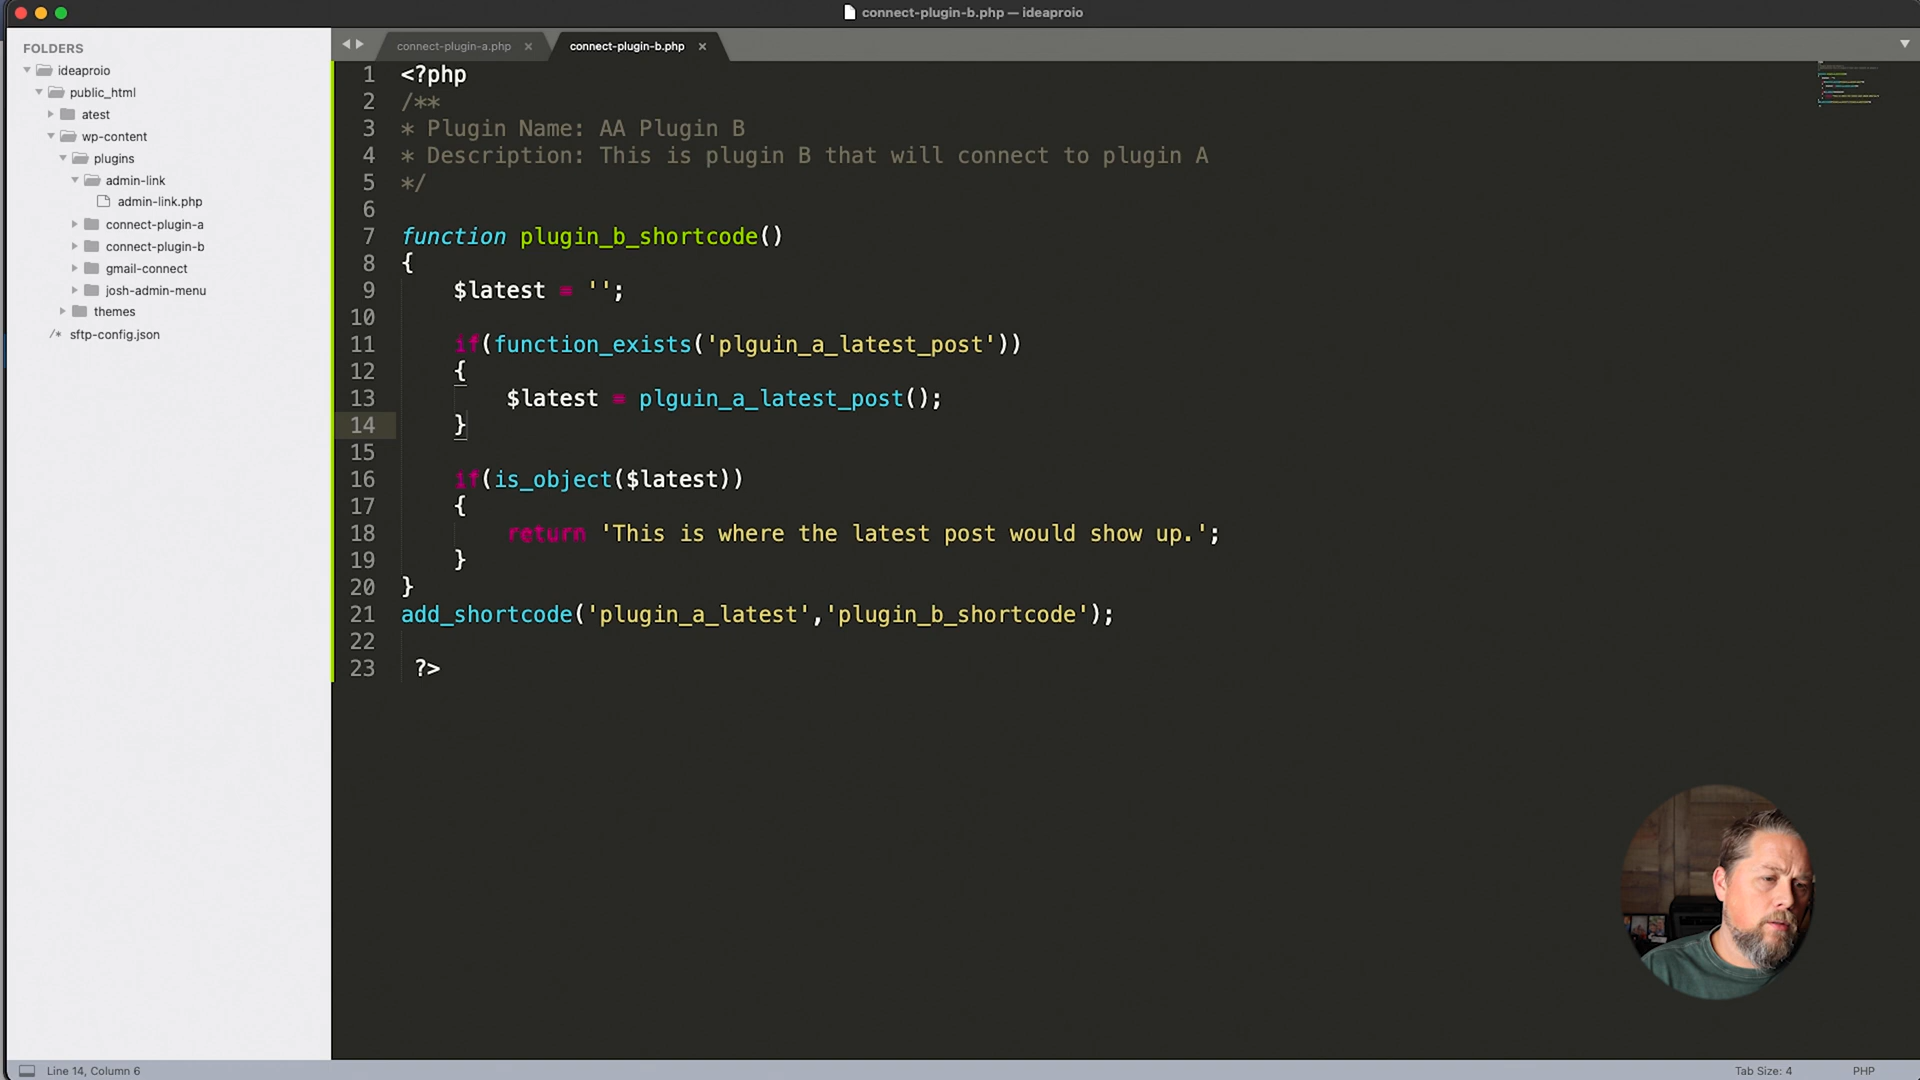 connect-plugin-b.php — ideaproio
FOLDERS
ideaproio
public_html
atest
wp-content
plugins
admin-link
admin-link.php
connect-plugin-a
connect-plugin-b
gmail-connect
josh-admin-menu
themes
/* sftp-config.json
connect-plugin-a.php × connect-plugin-b.php ×
1 <?php
2 /**
3 * Plugin Name: AA Plugin B
4 * Description: This is plugin B that will connect to plugin A
5 */
6
7 function plugin_b_shortcode()
8 {
9 $latest = '';
10
11 if(function_exists('plguin_a_latest_post'))
12 {
13 $latest = plguin_a_latest_post();
14 }
15
16 if(is_object($latest))
17 {
18 return 'This is where the latest post would show up.';
19 }
20 }
21 add_shortcode('plugin_a_latest','plugin_b_shortcode');
22
23 ?>
Line 14, Column 6
Tab Size: 4
PHP